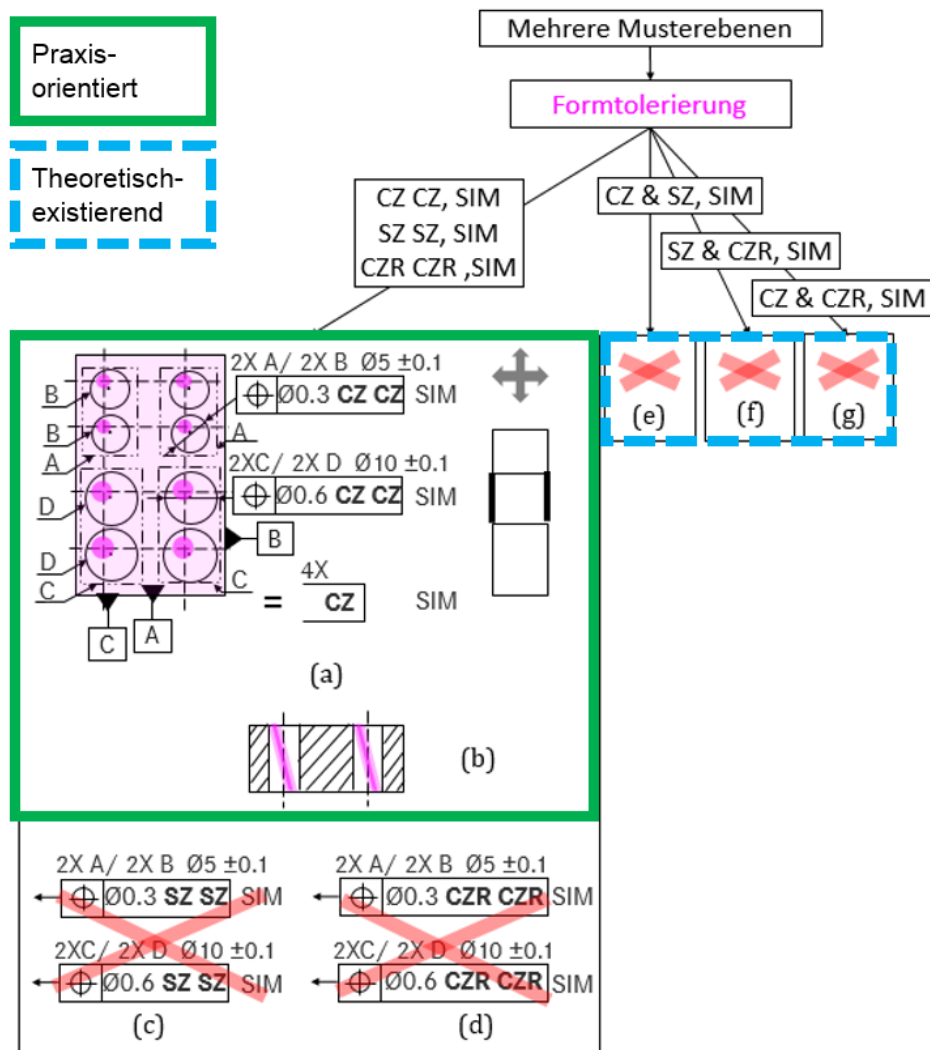 Praxis-
orientiert
Theoretisch-
existierend
Mehrere Musterebenen
Formtolerierung
CZ CZ, SIM
SZ SZ, SIM
CZR CZR ,SIM
CZ & SZ, SIM
SZ & CZR, SIM
CZ & CZR, SIM
2X A/ 2X B Ø5 ±0.1
Ø0.3 CZ CZ SIM
B
B
A
A
2XC/ 2X D Ø10 ±0.1
Ø0.6 CZ CZ SIM
D
D
C
C
B
C
A
4X
= CZ SIM
(a)
(b)
(e)
(f)
(g)
2X A/ 2X B Ø5 ±0.1
Ø0.3 SZ SZ SIM
2XC/ 2X D Ø10 ±0.1
Ø0.6 SZ SZ SIM
(c)
2X A/ 2X B Ø5 ±0.1
Ø0.3 CZR CZR SIM
2XC/ 2X D Ø10 ±0.1
Ø0.6 CZR CZR SIM
(d)